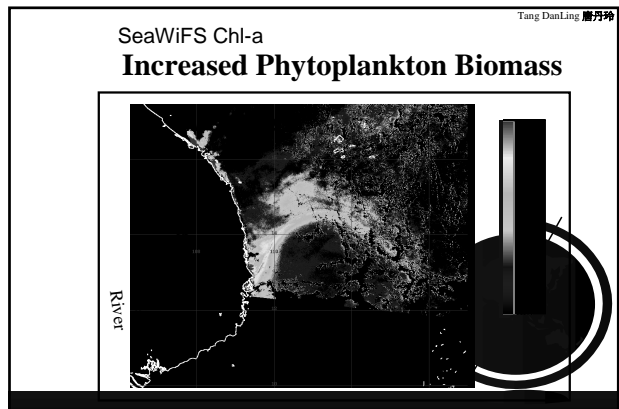 Tang DanLing 唐丹玲
SeaWiFS Chl-a
Increased Phytoplankton Biomass
River